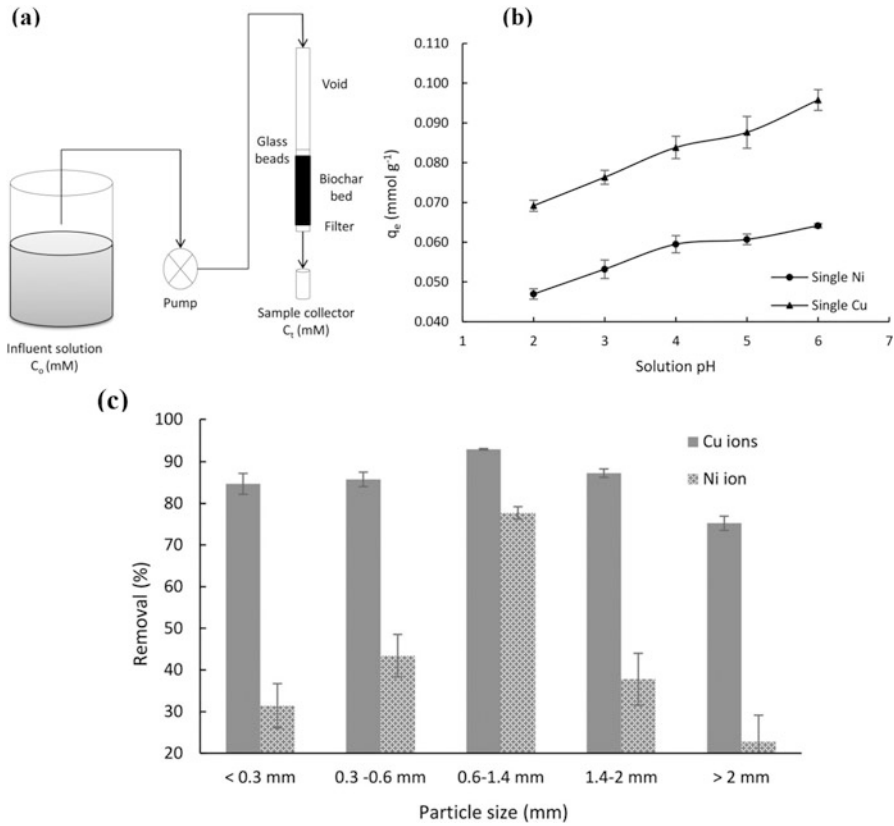 (a)
Void
Glass
beads
Biochar
bed
Filter
Pump
Sample collector
Cₜ (mM)
Influent solution
Cₒ (mM)
(b)
0.110
0.100
0.090
0.080
0.070
0.060
0.050
0.040
qₑ (mmol g⁻¹)
1 2 3 4 5 6 7
Solution pH
Single Ni
Single Cu
(c)
100
90
80
70
60
50
40
30
20
Removal (%)
Cu ions
Ni ion
< 0.3 mm 0.3 -0.6 mm 0.6-1.4 mm 1.4-2 mm > 2 mm
Particle size (mm)